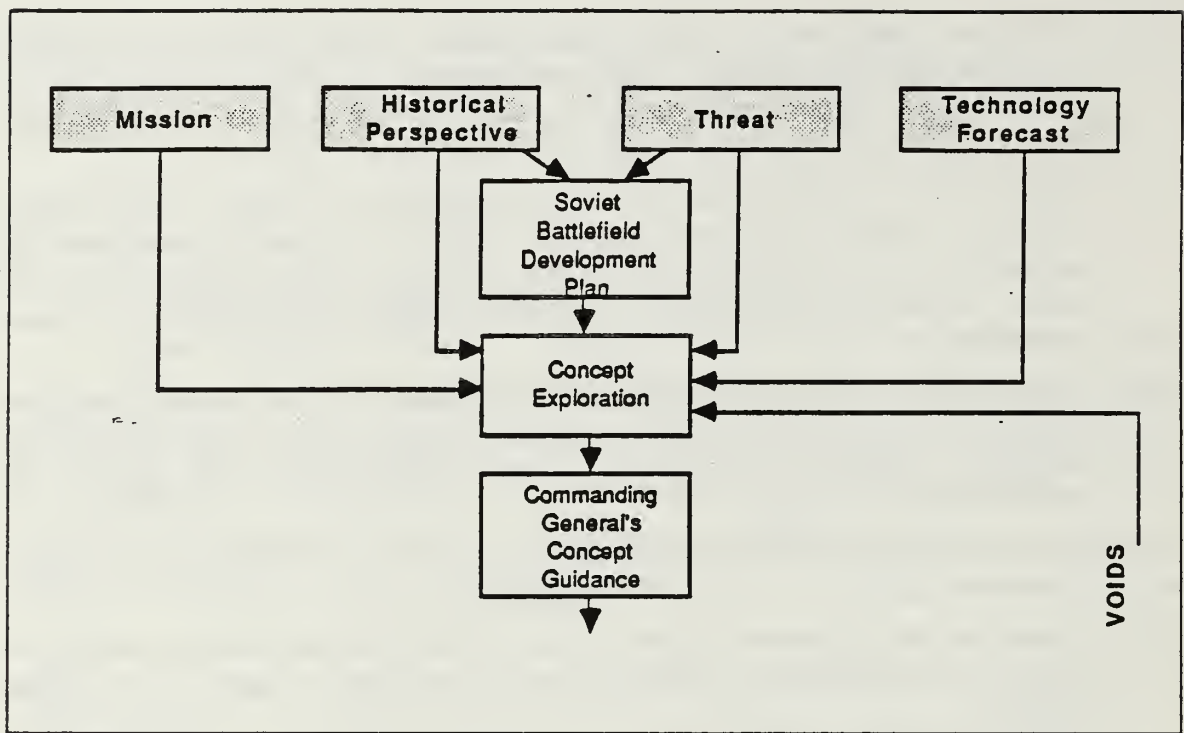 Mission
Historical
Perspective
Threat
Technology
Forecast
Soviet
Battlefield
Development
Plan
Concept
Exploration
Commanding
General's
Concept
Guidance
VOIDS